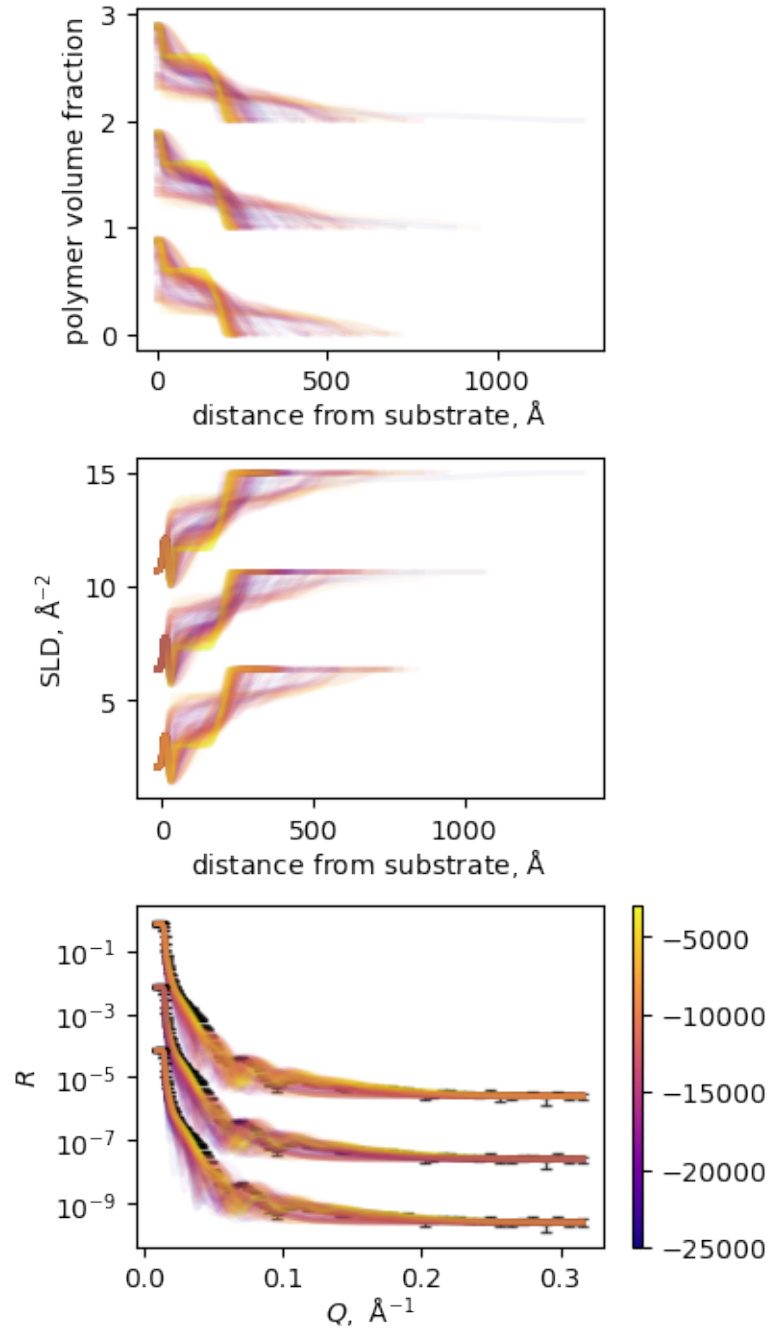 3
2
1
0
polymer volume fraction
0 500 1000
distance from substrate, Å
15
10
5
SLD, Å⁻²
0 500 1000
distance from substrate, Å
10⁻¹
10⁻³
10⁻⁵
10⁻⁷
10⁻⁹
R
0.0 0.1 0.2 0.3
Q, Å⁻¹
−5000
−10000
−15000
−20000
−25000